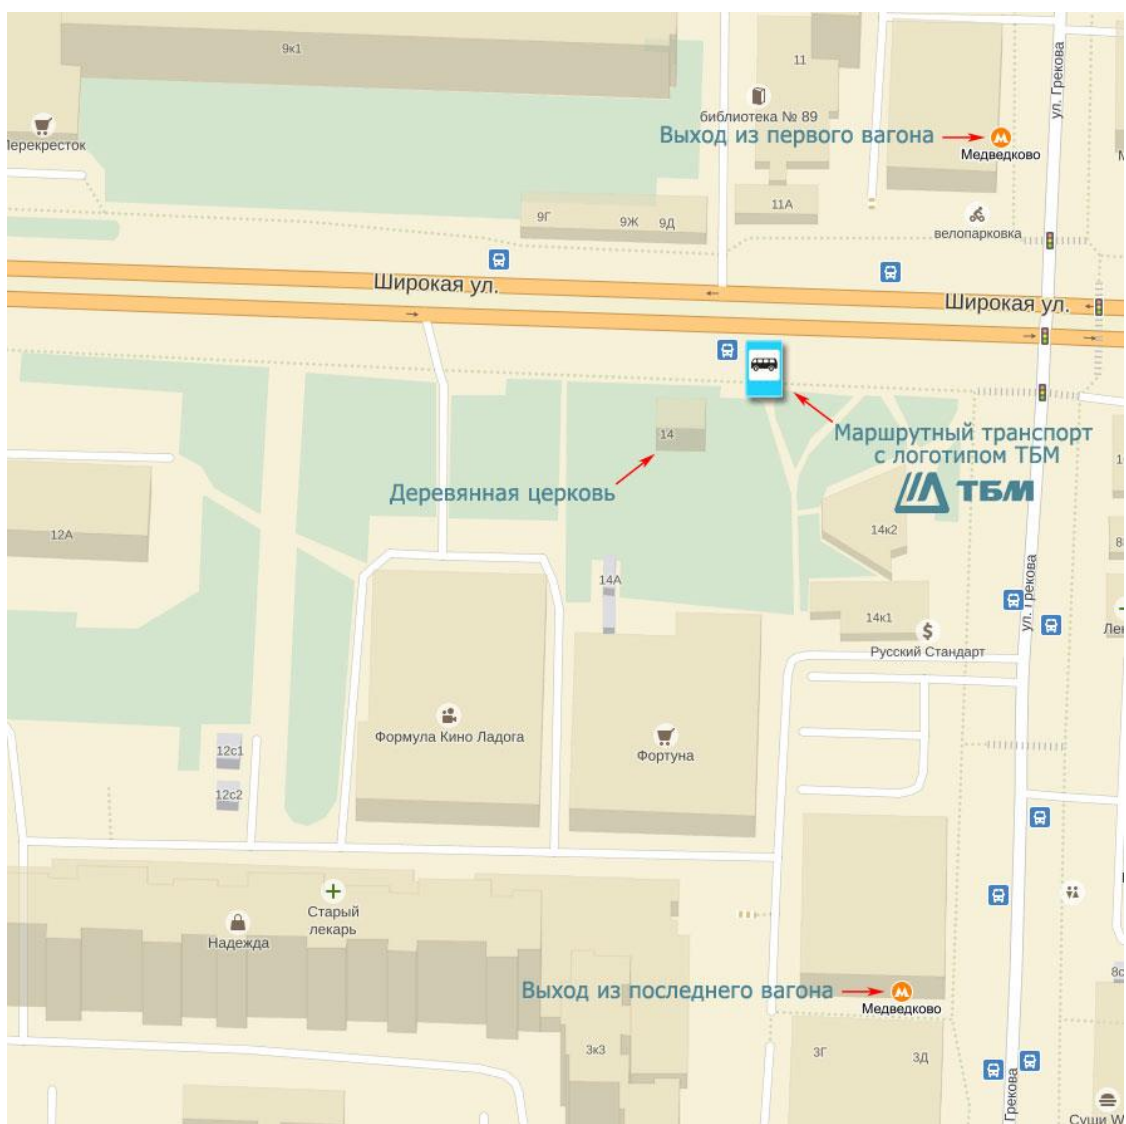 9к1
11
ул. Грекова
библиотека № 89
Перекресток
Выход из первого вагона
Медведково
11А
9Г
9Ж
9Д
велопарковка
Широкая ул.
Широкая ул.
14
Маршрутный транспорт
с логотипом ТБМ
ТБМ
Деревянная церковь
12А
14к2
14А
ул. Грекова
14к1
Русский Стандарт
Формула Кино Ладога
Фортуна
12с1
12с2
Старый
лекарь
Надежда
Выход из последнего вагона
Медведково
3к3
3Г
3Д
Грекова
Суши W